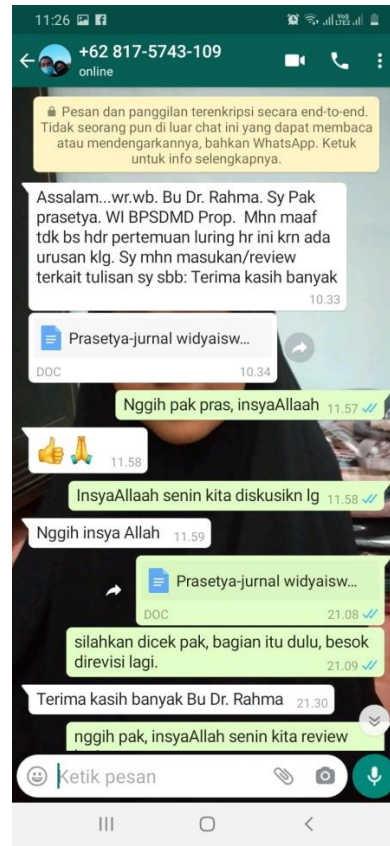 11:26
+62 817-5743-109
online
Pesan dan panggilan terenkripsi secara end-to-end.
Tidak seorang pun di luar chat ini yang dapat membaca
atau mendengarkannya, bahkan WhatsApp. Ketuk
untuk info selengkapnya.
Assalam...wr.wb. Bu Dr. Rahma. Sy Pak
prasetya. WI BPSDMD Prop. Mhn maaf
tdk bs hdr pertemuan luring hr ini krn ada
urusan klg. Sy mhn masukan/review
terkait tulisan sy sbb: Terima kasih banyak
10.33
Prasetya-jurnal widyaisw...
DOC 10.34
Nggih pak pras, insyaAllaah 11.57
11.58
InsyaAllaah senin kita diskusikn lg 11.58
Nggih insya Allah 11.59
Prasetya-jurnal widyaisw...
DOC 21.08
silahkan dicek pak, bagian itu dulu, besok
direvisi lagi. 21.09
Terima kasih banyak Bu Dr. Rahma 21.30
nggih pak, insyaAllah senin kita review
Ketik pesan